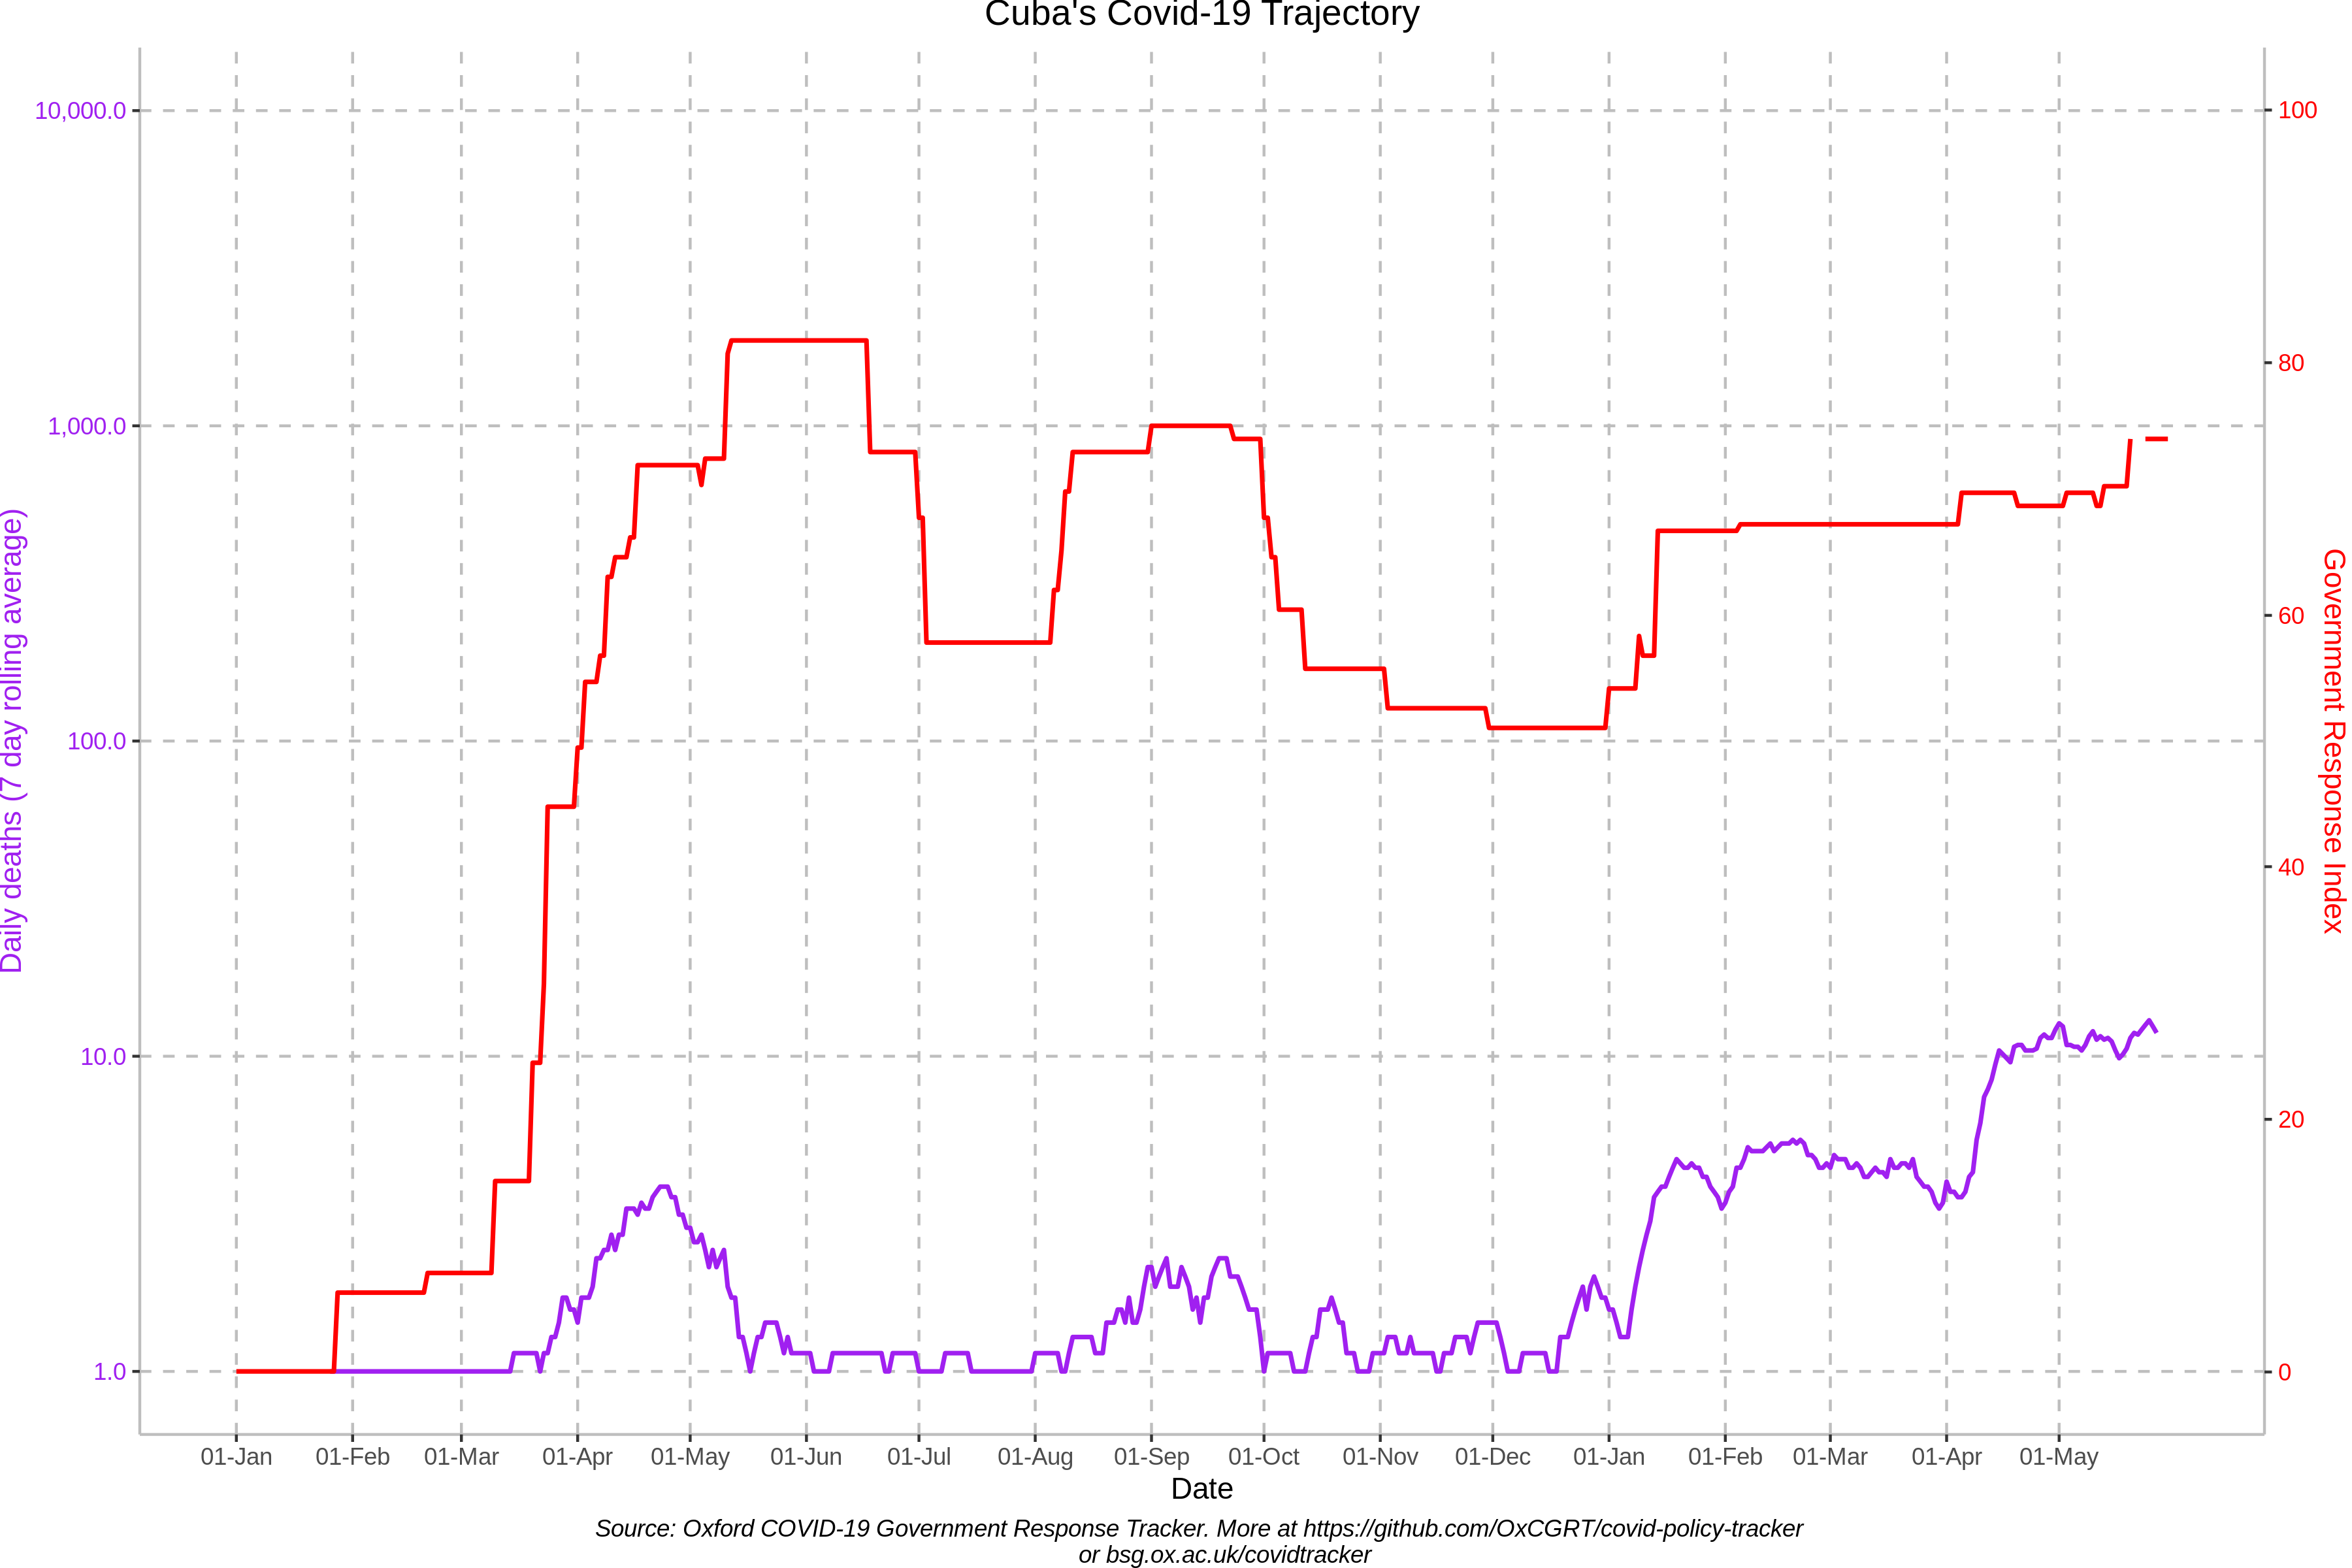 Cuba's Covid-19 Trajectory
10,000.0
1,000.0
100.0
10.0
1.0
Daily deaths (7 day rolling average)
100
80
60
40
20
0
Government Response Index
01-Jan 01-Feb 01-Mar 01-Apr 01-May 01-Jun 01-Jul 01-Aug 01-Sep 01-Oct 01-Nov 01-Dec 01-Jan 01-Feb 01-Mar 01-Apr 01-May
Date
Source: Oxford COVID-19 Government Response Tracker. More at https://github.com/OxCGRT/covid-policy-tracker
or bsg.ox.ac.uk/covidtracker